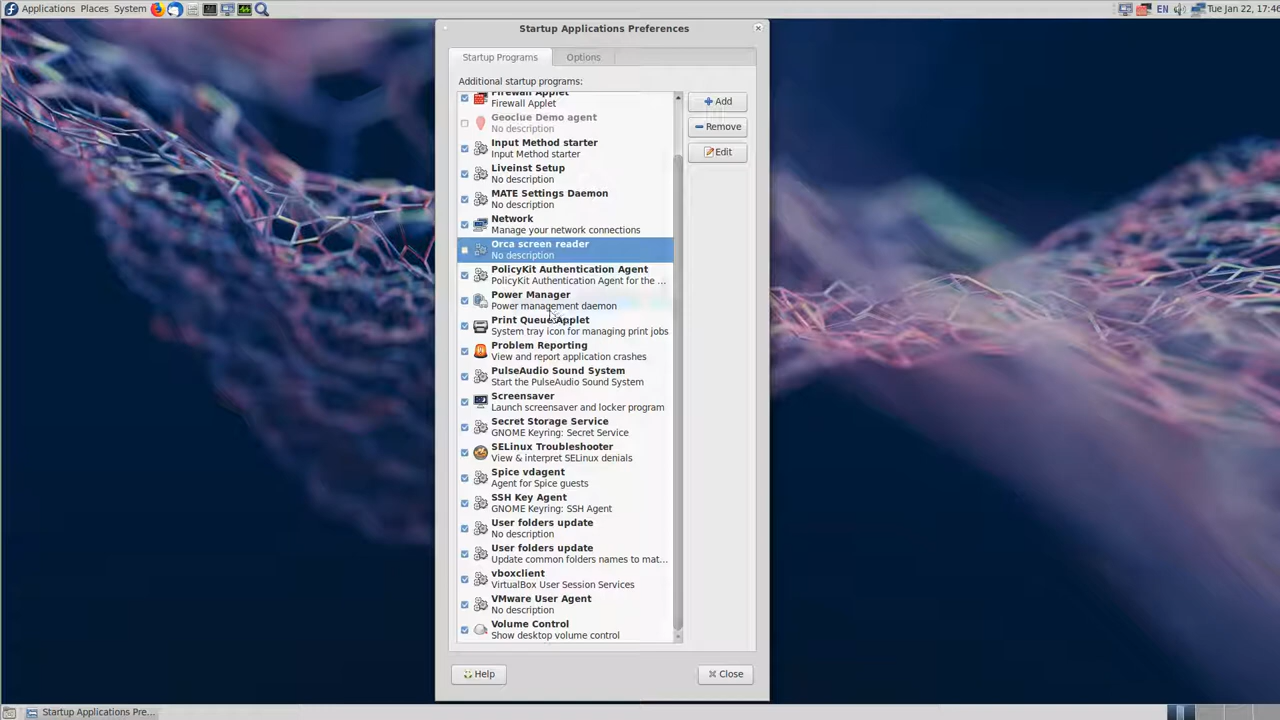 Applications Places System
EN
Tue Jan 22, 17:46
Startup Applications Preferences
Startup Programs
Options
Additional startup programs:
Firewall Applet
Firewall Applet
Geoclue Demo agent
No description
Input Method starter
Input Method starter
Liveinst Setup
No description
MATE Settings Daemon
No description
Network
Manage your network connections
Orca screen reader
No description
PolicyKit Authentication Agent
PolicyKit Authentication Agent for the ...
Power Manager
Power management daemon
Print Queue Applet
System tray icon for managing print jobs
Problem Reporting
View and report application crashes
PulseAudio Sound System
Start the PulseAudio Sound System
Screensaver
Launch screensaver and locker program
Secret Storage Service
GNOME Keyring: Secret Service
SELinux Troubleshooter
View & interpret SELinux denials
Spice vdagent
Agent for Spice guests
SSH Key Agent
GNOME Keyring: SSH Agent
User folders update
No description
User folders update
Update common folders names to mat...
vboxclient
VirtualBox User Session Services
VMware User Agent
No description
Volume Control
Show desktop volume control
Add
Remove
Edit
Help
Close
Startup Applications Pre...